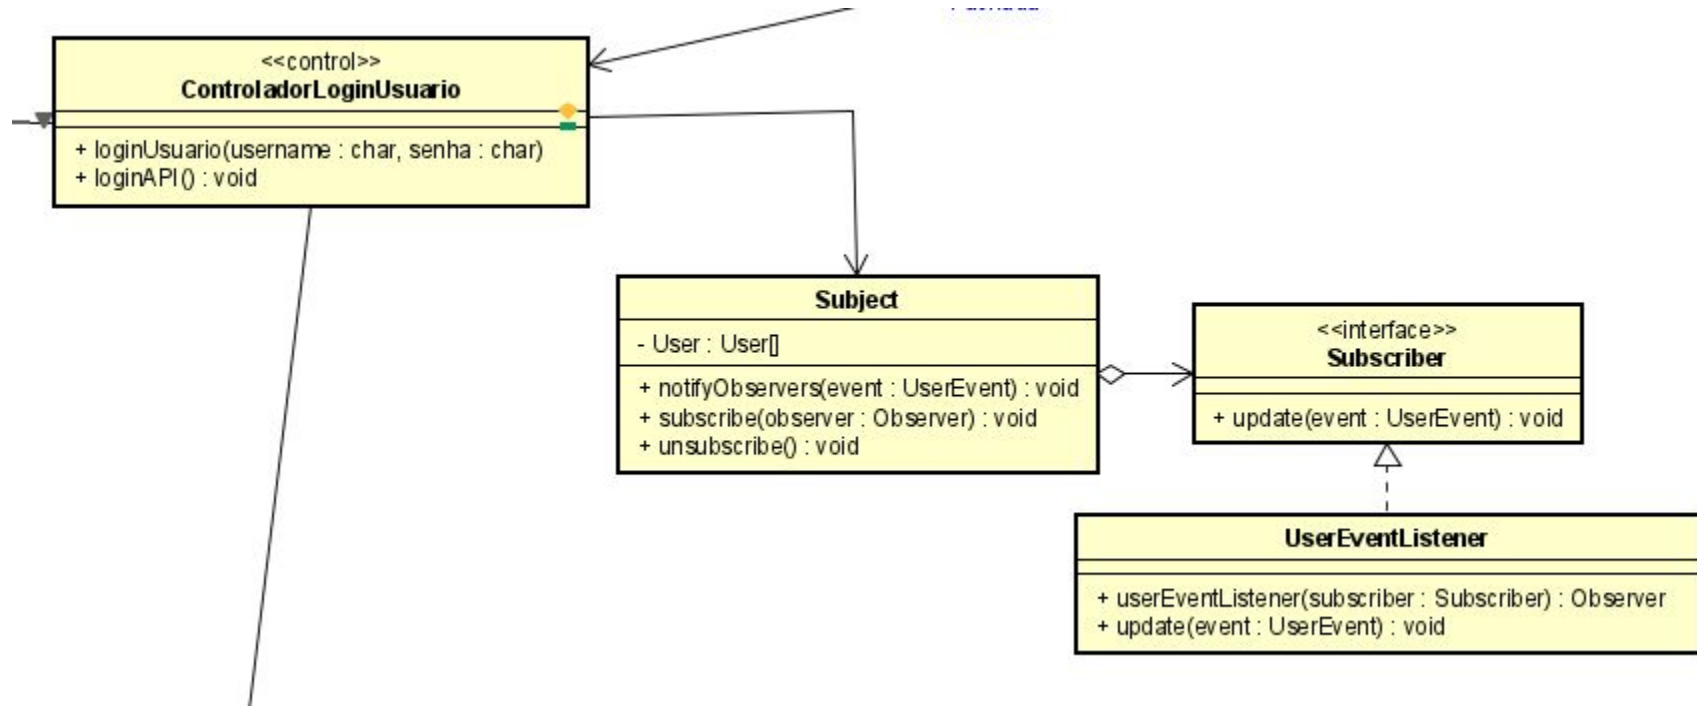 <<control>>
ControladorLoginUsuario
+ loginUsuario(username : char, senha : char)
+ loginAPI() : void
Subject
- User : User[]
+ notifyObservers(event : UserEvent) : void
+ subscribe(observer : Observer) : void
+ unsubscribe() : void
<<interface>>
Subscriber
+ update(event : UserEvent) : void
UserEventListener
+ userEventListener(subscriber : Subscriber) : Observer
+ update(event : UserEvent) : void